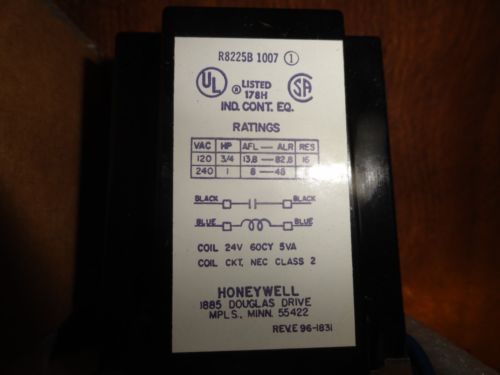 R8225B 1007 1
UL ® LISTED SA
178H
IND. CONT. EQ.
RATINGS
VAC HP AFL — ALR RES
120 3/4 13.8 — 82.8 16
240 1 8 — 48
BLACK BLACK
BLUE BLUE
COIL 24V 60CY 5VA
COIL CKT, NEC CLASS 2
HONEYWELL
1885 DOUGLAS DRIVE
MPLS., MINN. 55422
REV.E 96-1831